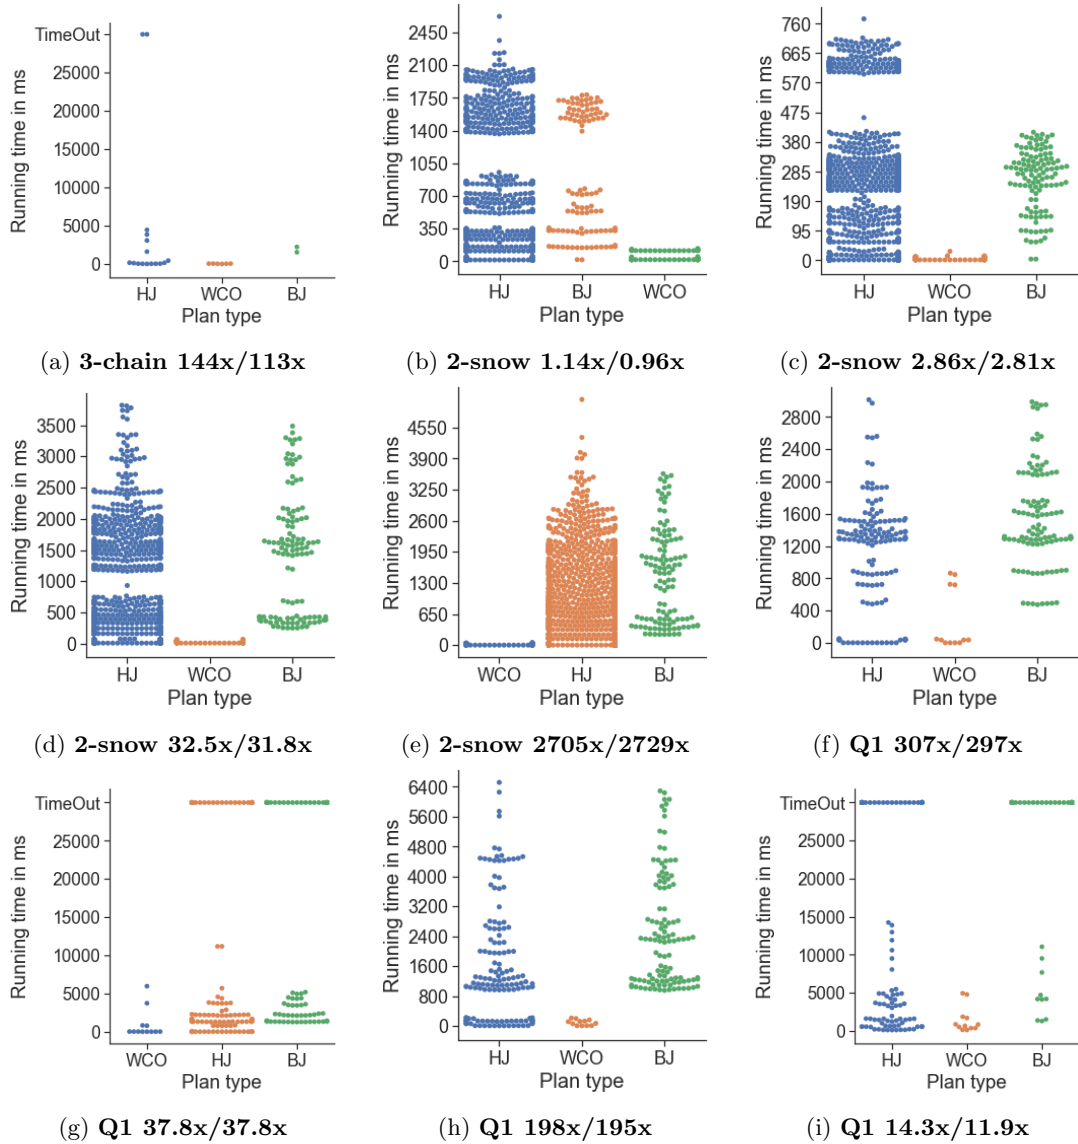 TimeOut
25000
20000
15000
10000
5000
0
Running time in ms
HJ WCO BJ
Plan type
(a) 3-chain 144x/113x
2450
2100
1750
1400
1050
700
350
0
Running time in ms
HJ BJ WCO
Plan type
(b) 2-snow 1.14x/0.96x
760
665
570
475
380
285
190
95
0
Running time in ms
HJ WCO BJ
Plan type
(c) 2-snow 2.86x/2.81x
3500
3000
2500
2000
1500
1000
500
0
Running time in ms
HJ WCO BJ
Plan type
(d) 2-snow 32.5x/31.8x
4550
3900
3250
2600
1950
1300
650
0
Running time in ms
WCO HJ BJ
Plan type
(e) 2-snow 2705x/2729x
2800
2400
2000
1600
1200
800
400
0
Running time in ms
HJ WCO BJ
Plan type
(f) Q1 307x/297x
TimeOut
25000
20000
15000
10000
5000
0
Running time in ms
WCO HJ BJ
Plan type
(g) Q1 37.8x/37.8x
6400
5600
4800
4000
3200
2400
1600
800
0
Running time in ms
HJ WCO BJ
Plan type
(h) Q1 198x/195x
TimeOut
25000
20000
15000
10000
5000
0
Running time in ms
HJ WCO BJ
Plan type
(i) Q1 14.3x/11.9x